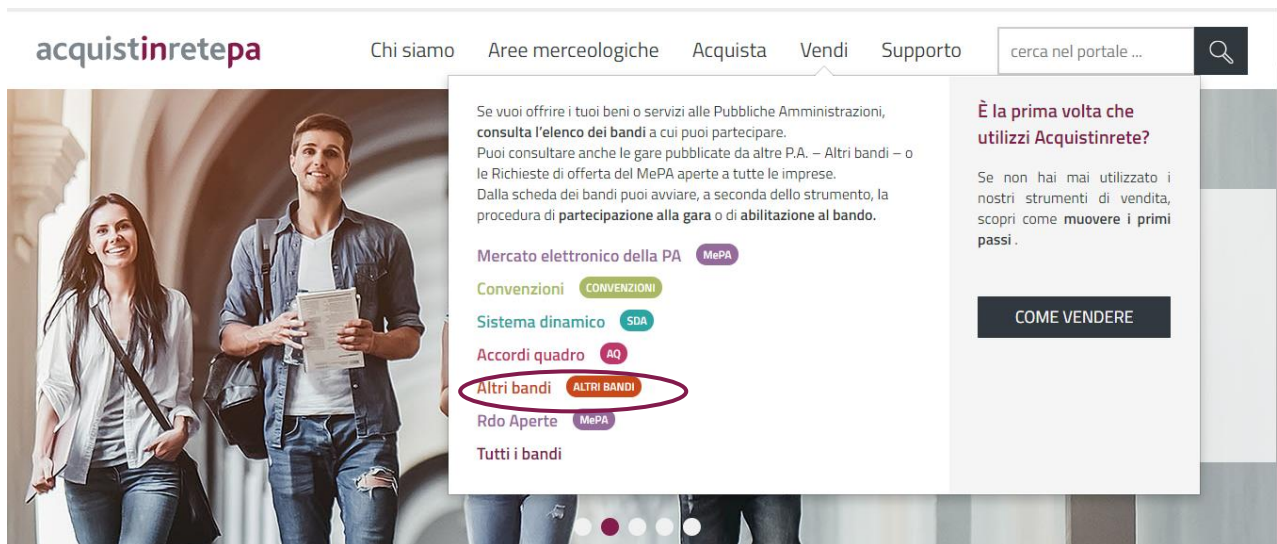 acquistinretepa
Chi siamo
Aree merceologiche
Acquista
Vendi
Supporto
cerca nel portale ...
Se vuoi offrire i tuoi beni o servizi alle Pubbliche Amministrazioni,
consulta l'elenco dei bandi a cui puoi partecipare.
Puoi consultare anche le gare pubblicate da altre P.A. – Altri bandi – o
le Richieste di offerta del MePA aperte a tutte le imprese.
Dalla scheda dei bandi puoi avviare, a seconda dello strumento, la
procedura di partecipazione alla gara o di abilitazione al bando.
Mercato elettronico della PA MePA
Convenzioni CONVENZIONI
Sistema dinamico SDA
Accordi quadro AQ
Altri bandi ALTRI BANDI
Rdo Aperte MePA
Tutti i bandi
È la prima volta che
utilizzi Acquistinrete?
Se non hai mai utilizzato i
nostri strumenti di vendita,
scopri come muovere i primi
passi .
COME VENDERE